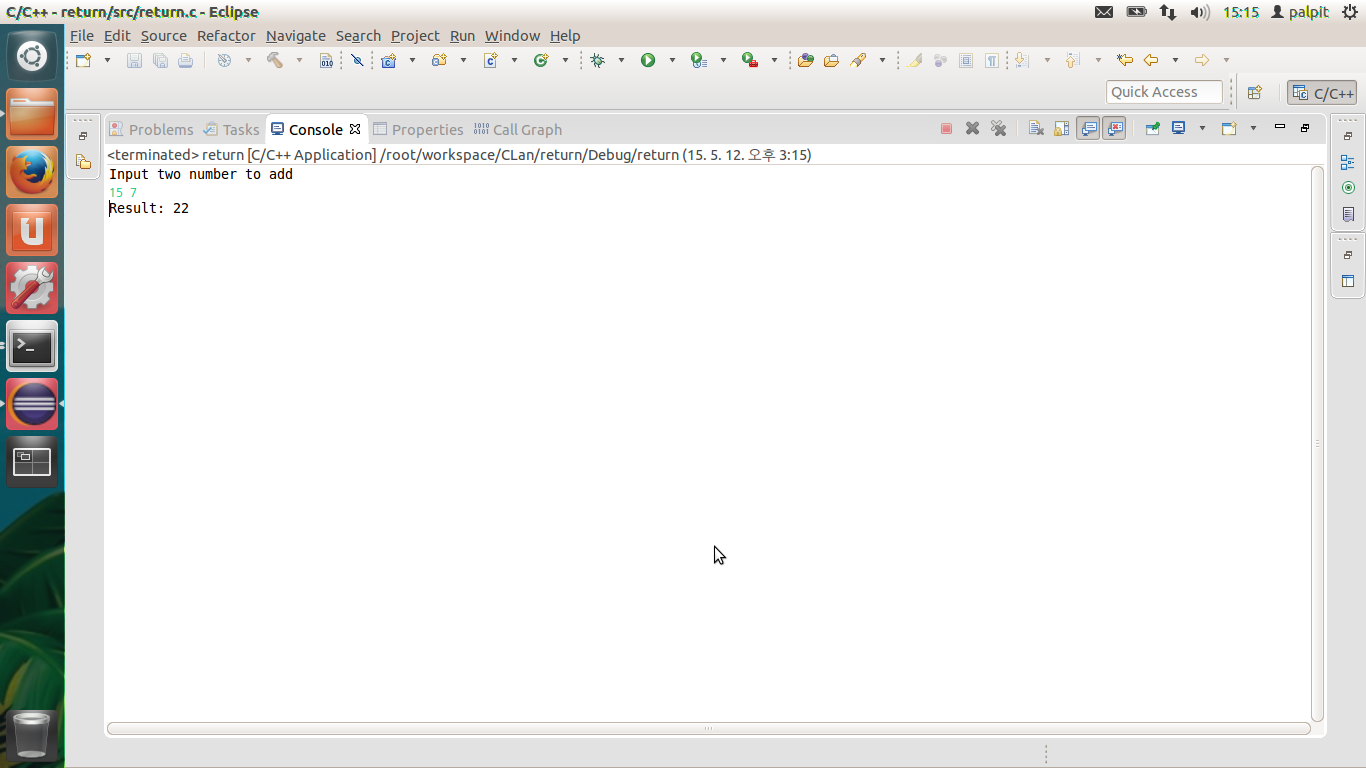 C/C++ - return/src/return.c - Eclipse
15:15 palpit
File Edit Source Refactor Navigate Search Project Run Window Help
010
Quick Access
C/C++
Problems Tasks Console Properties Call Graph
<terminated> return [C/C++ Application] /root/workspace/CLan/return/Debug/return (15. 5. 12. 오후 3:15)
Input two number to add
15 7
Result: 22